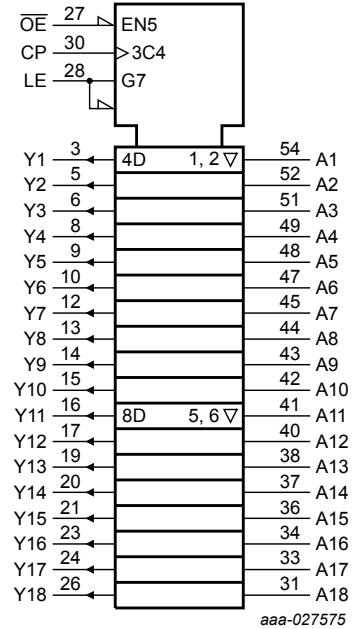 OE 27 EN5
CP 30 3C4
LE 28 G7
Y1 3 4D 1, 2 ▽ 54 A1
Y2 5 52 A2
Y3 6 51 A3
Y4 8 49 A4
Y5 9 48 A5
Y6 10 47 A6
Y7 12 45 A7
Y8 13 44 A8
Y9 14 43 A9
Y10 15 42 A10
Y11 16 8D 5, 6 ▽ 41 A11
Y12 17 40 A12
Y13 19 38 A13
Y14 20 37 A14
Y15 21 36 A15
Y16 23 34 A16
Y17 24 33 A17
Y18 26 31 A18
aaa-027575